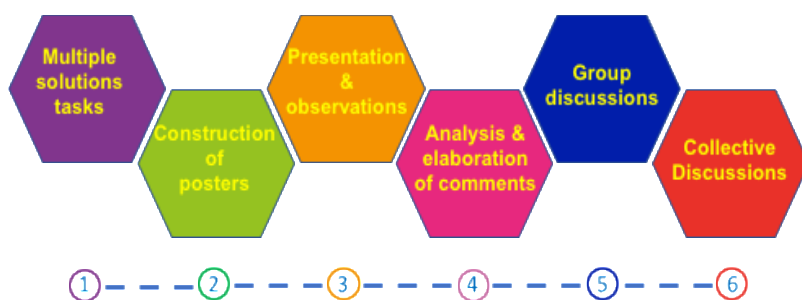 Multiple
solutions
tasks
Construction
of
posters
Presentation
&
observations
Analysis &
elaboration
of comments
Group
discussions
Collective
Discussions
1 2 3 4 5 6